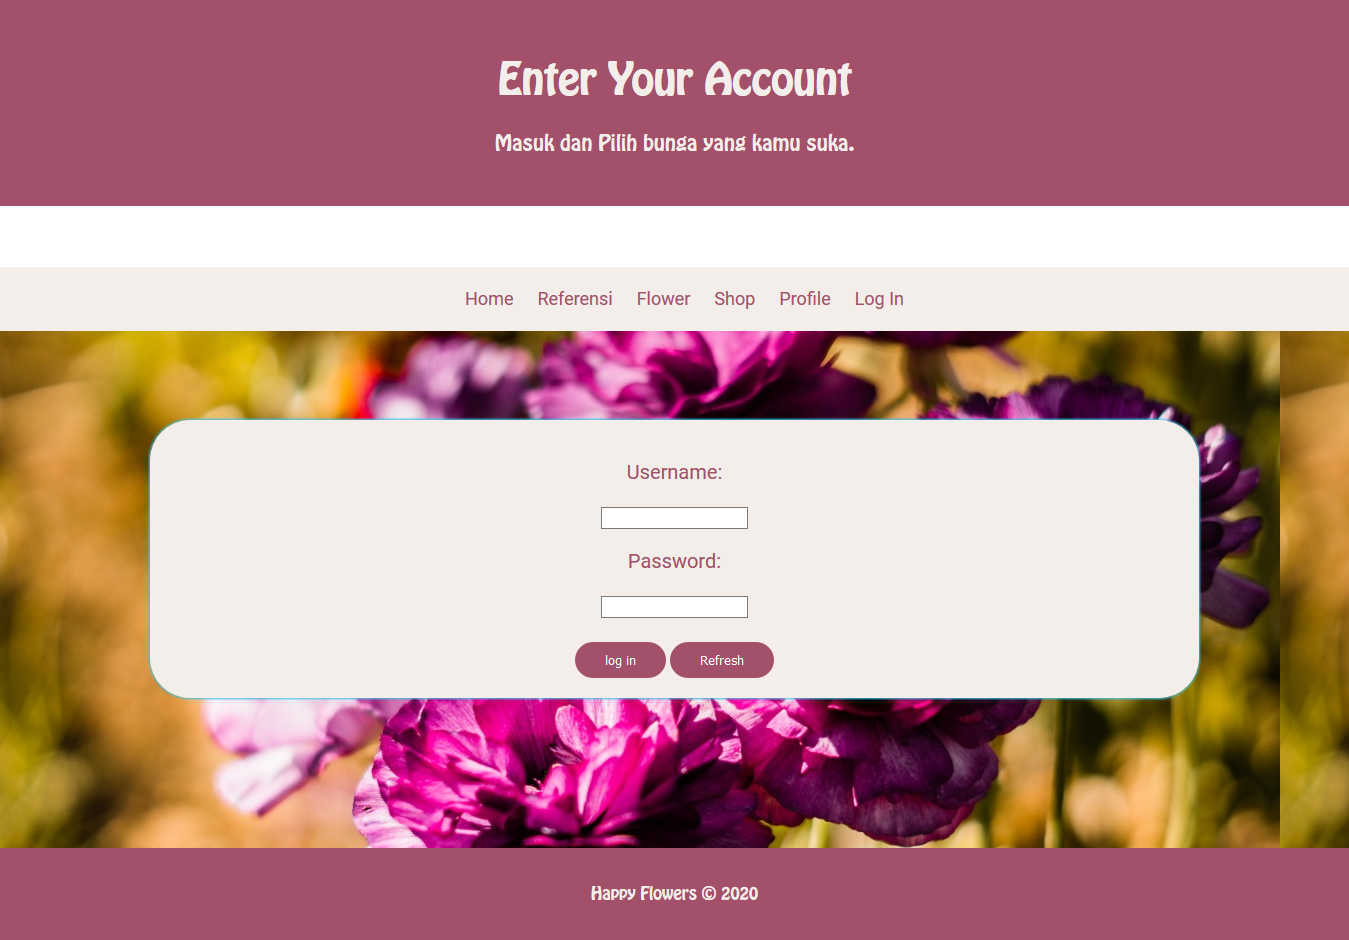 Enter Your Account
Masuk dan Pilih bunga yang kamu suka.
Home Referensi Flower Shop Profile Log In
Username:
Password:
log in Refresh
Happy Flowers © 2020